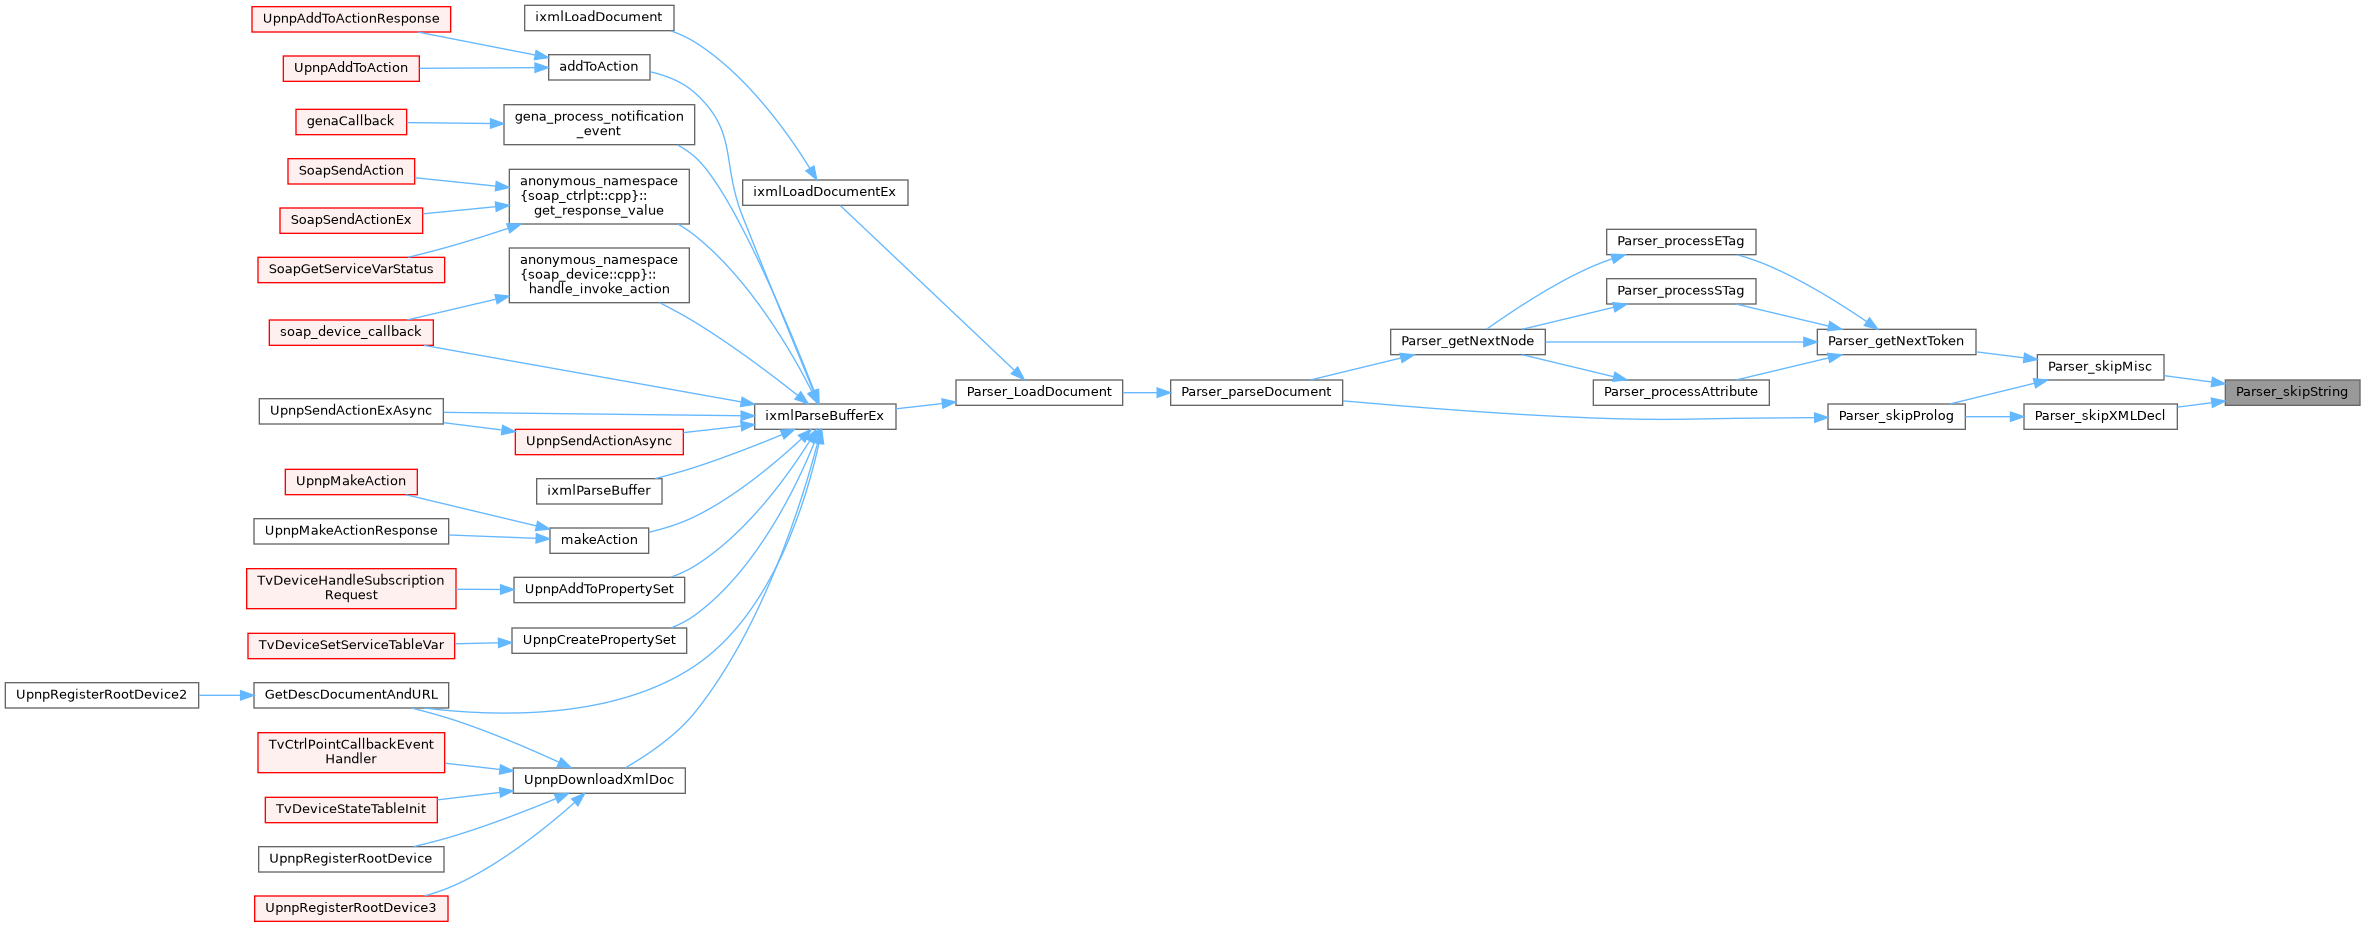 UpnpAddToActionResponse
UpnpAddToAction
genaCallback
SoapSendAction
SoapSendActionEx
SoapGetServiceVarStatus
soap_device_callback
UpnpSendActionExAsync
UpnpMakeAction
UpnpMakeActionResponse
TvDeviceHandleSubscription
Request
TvDeviceSetServiceTableVar
UpnpRegisterRootDevice2
GetDescDocumentAndURL
TvCtrlPointCallbackEvent
Handler
TvDeviceStateTableInit
UpnpRegisterRootDevice
UpnpRegisterRootDevice3
ixmlLoadDocument
addToAction
gena_process_notification
_event
anonymous_namespace
{soap_ctrlpt::cpp}::
get_response_value
anonymous_namespace
{soap_device::cpp}::
handle_invoke_action
UpnpSendActionAsync
ixmlParseBuffer
makeAction
UpnpAddToPropertySet
UpnpCreatePropertySet
UpnpDownloadXmlDoc
ixmlLoadDocumentEx
ixmlParseBufferEx
Parser_LoadDocument
Parser_parseDocument
Parser_getNextNode
Parser_processETag
Parser_processSTag
Parser_processAttribute
Parser_getNextToken
Parser_skipProlog
Parser_skipMisc
Parser_skipXMLDecl
Parser_skipString